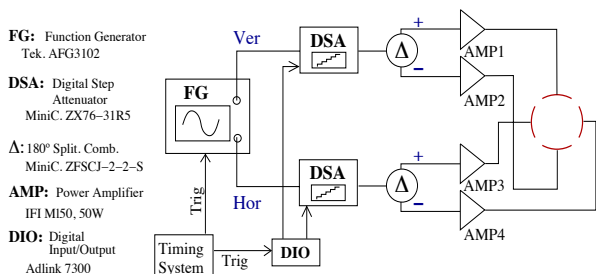 FG: Function Generator
Tek. AFG3102
DSA: Digital Step
Attenuator
MiniC. ZX76-31R5
Δ: 180º Split. Comb.
MiniC. ZFSCJ-2-2-S
AMP: Power Amplifier
IFI M150, 50W
DIO: Digital
Input/Output
Adlink 7300
Ver
FG
Hor
Trig
Timing
System
Trig
DIO
DSA
DSA
Δ
+
−
Δ
+
−
AMP1
AMP2
AMP3
AMP4